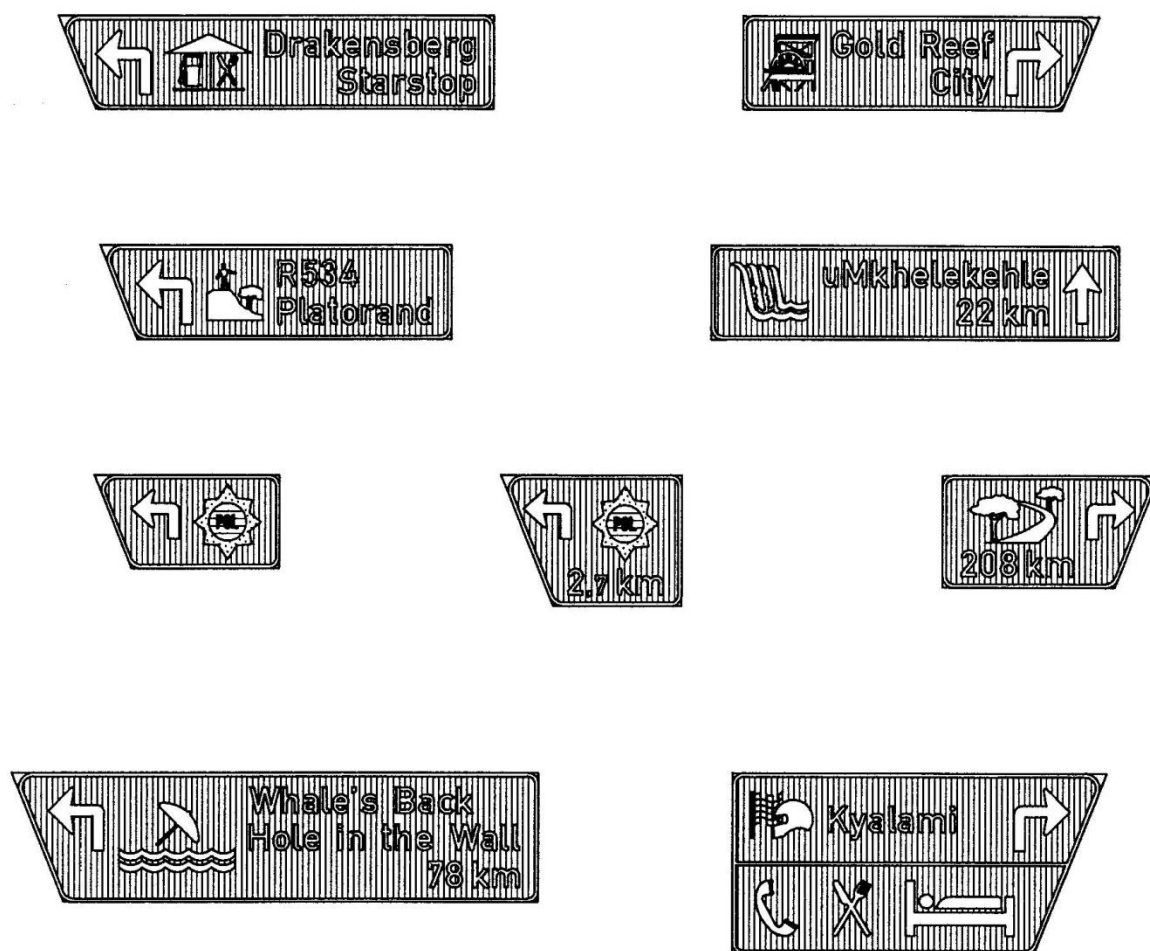 Drakensberg
Starstop
Gold Reef
City
R534
Platorand
uMkhelekehle
22 km
POL
POL
2,7 km
208 km
Whale's Back
Hole in the Wall
78 km
Kyalami